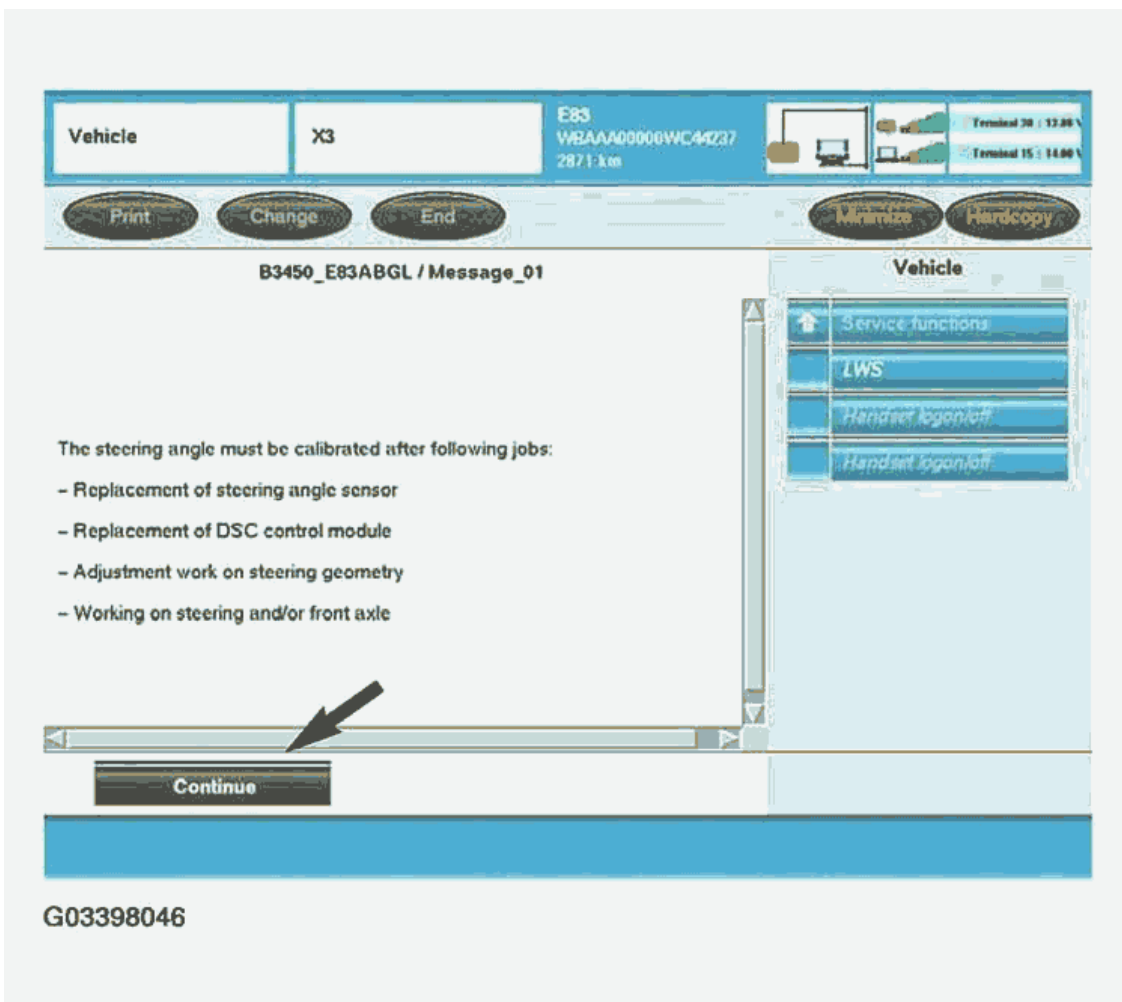 Vehicle
X3
E83
WBAAA00000WC44237
2871 km
Terminal 30 : 13.80 V
Terminal 15 : 14.00 V
Print
Change
End
Minimize
Hardcopy
B3450_E83ABGL / Message_01
Vehicle
Service functions
LWS
Handset logon/off
Handset logon/off
The steering angle must be calibrated after following jobs:
– Replacement of steering angle sensor
– Replacement of DSC control module
– Adjustment work on steering geometry
– Working on steering and/or front axle
Continue
G03398046